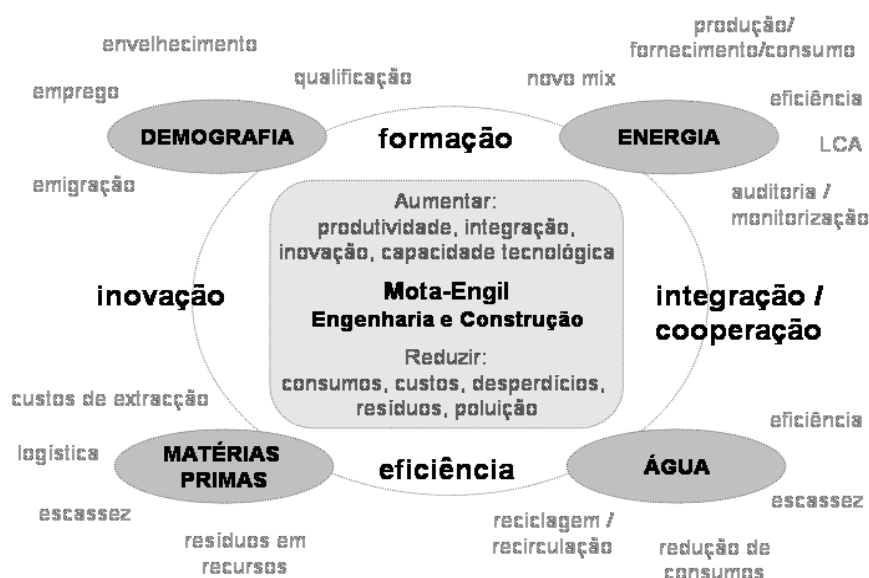 produção/
fornecimento/consumo
envelhecimento
qualificação
novo mix
emprego
eficiência
DEMOGRAFIA
formação
ENERGIA
LCA
emigração
auditoria /
monitorização
Aumentar:
produtividade, integração,
inovação, capacidade tecnológica
Mota-Engil
Engenharia e Construção
Reduzir:
consumos, custos, desperdícios,
resíduos, poluição
inovação
integração /
cooperação
custos de extracção
logística
MATÉRIAS
PRIMAS
eficiência
ÁGUA
eficiência
escassez
escassez
resíduos em
recursos
reciclagem /
recirculação
redução de
consumos